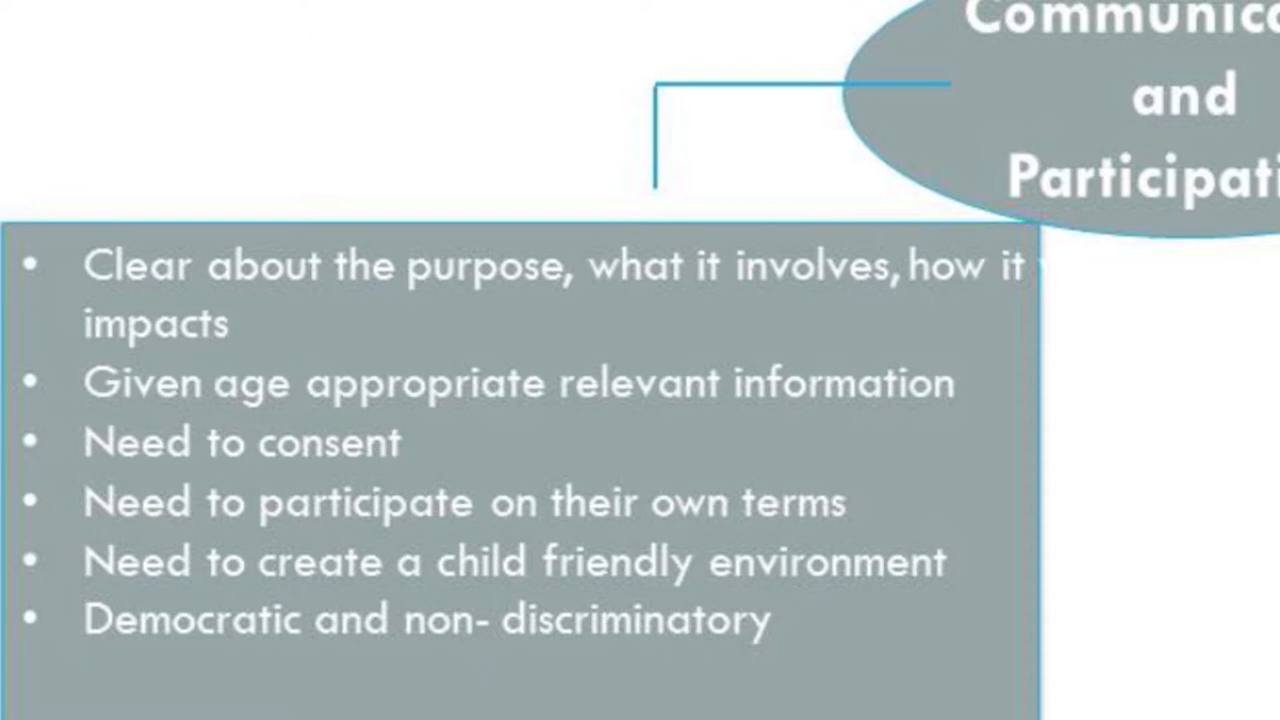 and
Clear about the purpose, what it involves, how it
impacts
Given age appropriate relevant information
Need to consent
Need to participate on their own terms
Need to create a child friendly environment
Democratic and non- discriminatory